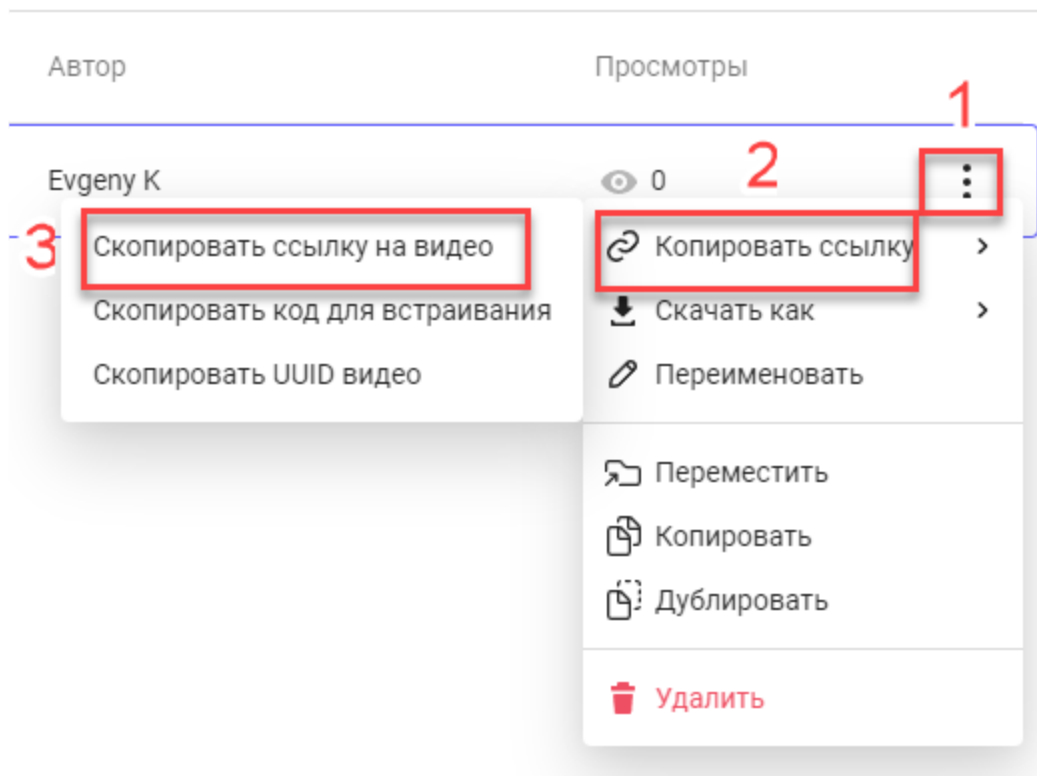 Автор Просмотры
1
Evgeny K 0 2
3 Скопировать ссылку на видео
Скопировать код для встраивания
Скопировать UUID видео
Копировать ссылку
Скачать как
Переименовать
Переместить
Копировать
Дублировать
Удалить